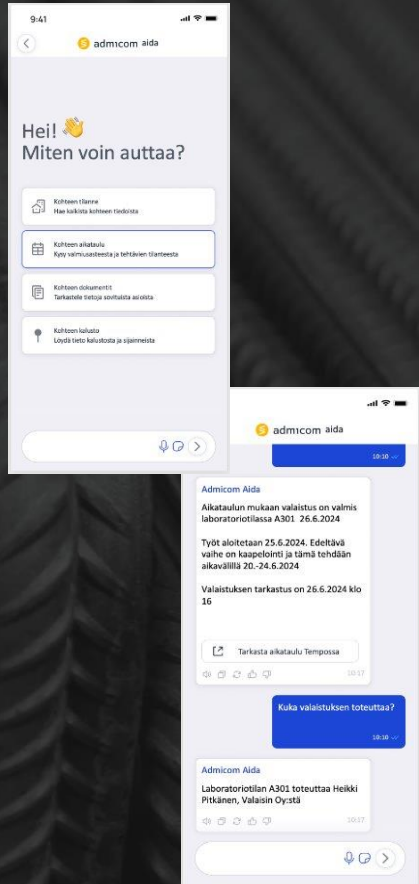 9:41
admicom aida
Hei! 👋
Miten voin auttaa?
Kohteen tilanne
Hae kaikista kohteen tiedoista
Kohteen aikataulu
Kysy valmiusasteesta ja tehtävien tilanteesta
Kohteen dokumentit
Tarkastele tietoja sovituista asioista
Kohteen kalusto
Löydä tieto kalustosta ja sijainneista
admicom aida
10:10
Admicom Aida
Aikataulun mukaan valaistus on valmis
laboratoriotilassa A301 26.6.2024
Työt aloitetaan 25.6.2024. Edeltävä
vaihe on kaapelointi ja tämä tehdään
aikavälillä 20.-24.6.2024
Valaistuksen tarkastus on 26.6.2024 klo
16
Tarkasta aikataulu Tempossa
10:17
Kuka valaistuksen toteuttaa?
10:10
Admicom Aida
Laboratoriotilan A301 toteuttaa Heikki
Pitkänen, Valaisin Oy:stä
10:17